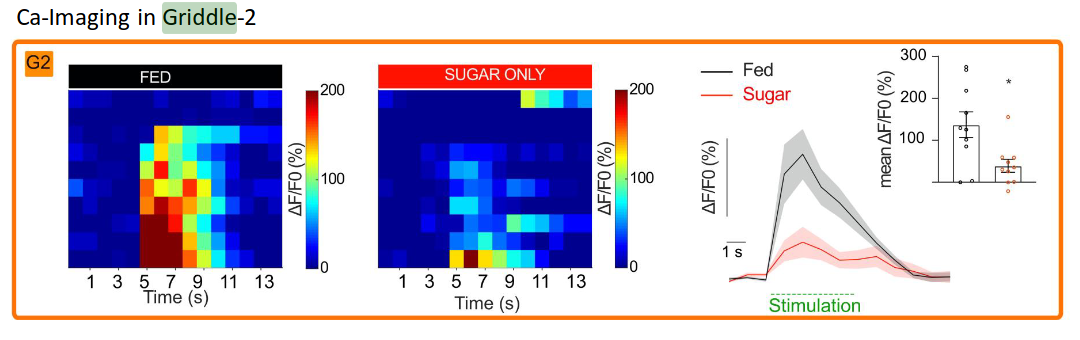 Ca-Imaging in Griddle-2
G2
FED
200
100
0
ΔF/F0 (%)
1 3 5 7 9 11 13
Time (s)
SUGAR ONLY
200
100
0
ΔF/F0 (%)
1 3 5 7 9 11 13
Time (s)
Fed
Sugar
ΔF/F0 (%)
1 s
Stimulation
300
200
100
mean ΔF/F0 (%)
*